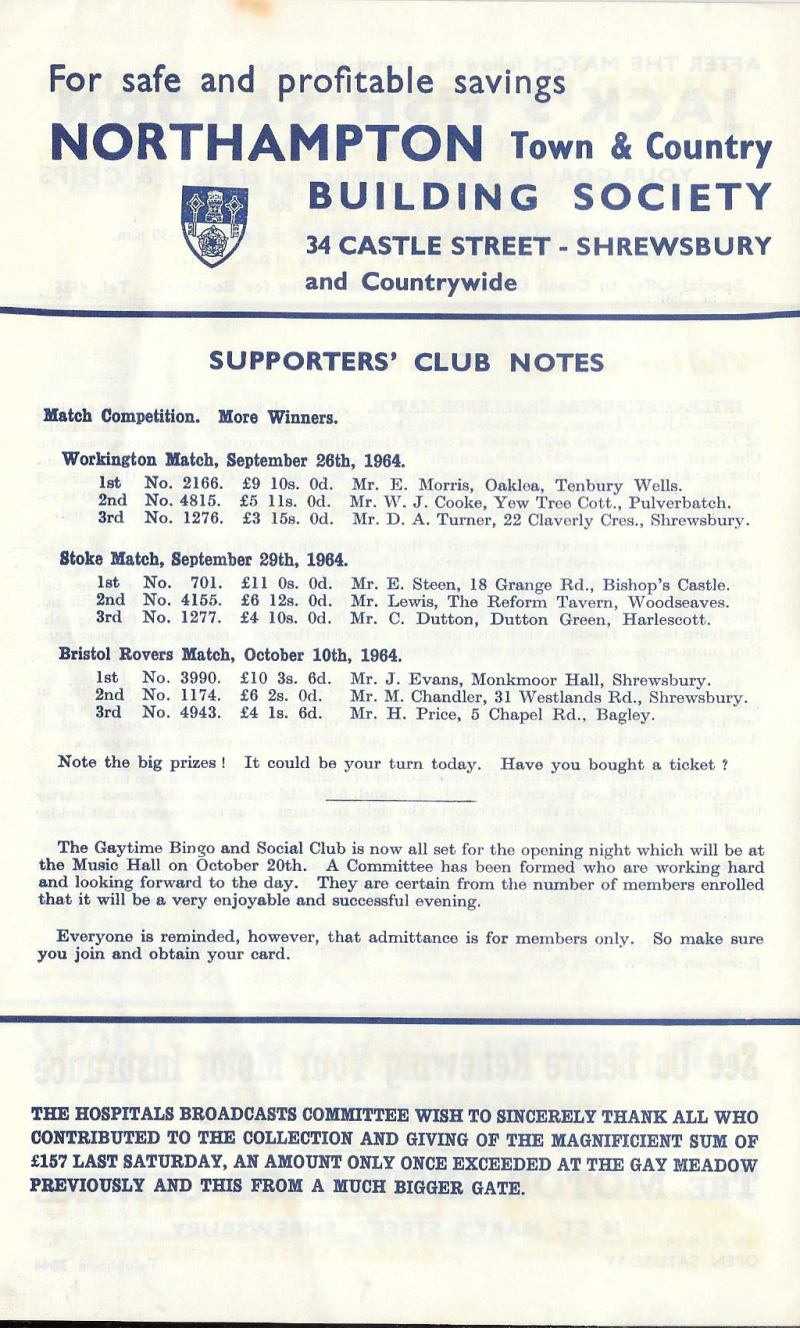 For safe and profitable savings
NORTHAMPTON Town & Country
BUILDING SOCIETY
34 CASTLE STREET - SHREWSBURY
and Countrywide
SUPPORTERS' CLUB NOTES
Match Competition. More Winners.
Workington Match, September 26th, 1964.
1st No. 2166. £9 10s. 0d. Mr. E. Morris, Oaklea, Tenbury Wells.
2nd No. 4815. £5 11s. 0d. Mr. W. J. Cooke, Yew Tree Cott., Pulverbatch.
3rd No. 1276. £3 15s. 0d. Mr. D. A. Turner, 22 Claverly Cres., Shrewsbury.
Stoke Match, September 29th, 1964.
1st No. 701. £11 0s. 0d. Mr. E. Steen, 18 Grange Rd., Bishop's Castle.
2nd No. 4155. £6 12s. 0d. Mr. Lewis, The Reform Tavern, Woodseaves.
3rd No. 1277. £4 10s. 0d. Mr. C. Dutton, Dutton Green, Harlescott.
Bristol Rovers Match, October 10th, 1964.
1st No. 3990. £10 3s. 6d. Mr. J. Evans, Monkmoor Hall, Shrewsbury.
2nd No. 1174. £6 2s. 0d. Mr. M. Chandler, 31 Westlands Rd., Shrewsbury.
3rd No. 4943. £4 1s. 6d. Mr. H. Price, 5 Chapel Rd., Bagley.
Note the big prizes ! It could be your turn today. Have you bought a ticket ?
The Gaytime Bingo and Social Club is now all set for the opening night which will be at
the Music Hall on October 20th. A Committee has been formed who are working hard
and looking forward to the day. They are certain from the number of members enrolled
that it will be a very enjoyable and successful evening.
Everyone is reminded, however, that admittance is for members only. So make sure
you join and obtain your card.
THE HOSPITALS BROADCASTS COMMITTEE WISH TO SINCERELY THANK ALL WHO
CONTRIBUTED TO THE COLLECTION AND GIVING OF THE MAGNIFICIENT SUM OF
£157 LAST SATURDAY, AN AMOUNT ONLY ONCE EXCEEDED AT THE GAY MEADOW
PREVIOUSLY AND THIS FROM A MUCH BIGGER GATE.